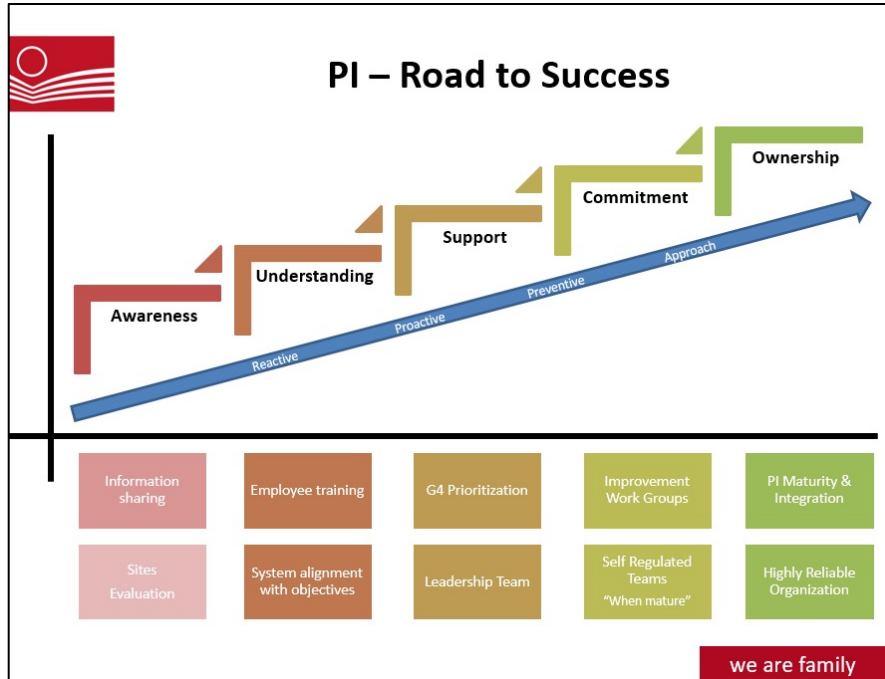 PI – Road to Success
Ownership
Commitment
Support
Understanding
Awareness
Reactive
Proactive
Preventive
Approach
Information
sharing
Employee training
G4 Prioritization
Improvement
Work Groups
PI Maturity &
Integration
Sites
Evaluation
System alignment
with objectives
Leadership Team
Self Regulated
Teams
“When mature”
Highly Reliable
Organization
we are family